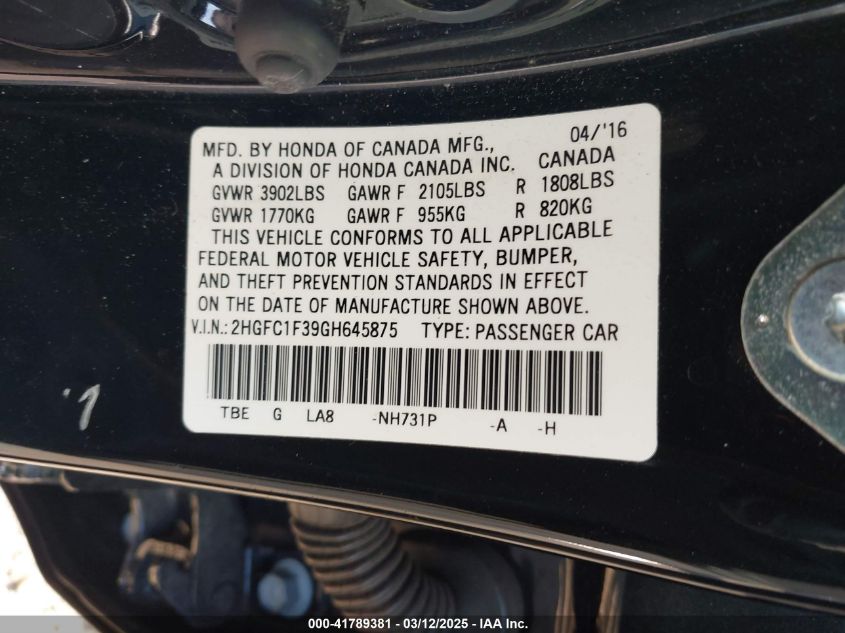 04/'16
MFD. BY HONDA OF CANADA MFG.,
A DIVISION OF HONDA CANADA INC. CANADA
GVWR 3902LBS GAWR F 2105LBS R 1808LBS
GVWR 1770KG GAWR F 955KG R 820KG
THIS VEHICLE CONFORMS TO ALL APPLICABLE
FEDERAL MOTOR VEHICLE SAFETY, BUMPER,
AND THEFT PREVENTION STANDARDS IN EFFECT
ON THE DATE OF MANUFACTURE SHOWN ABOVE.
V.I.N.: 2HGFC1F39GH645875 TYPE: PASSENGER CAR
TBE G LA8 -NH731P -A -H
000-41789381 - 03/12/2025 - IAA Inc.